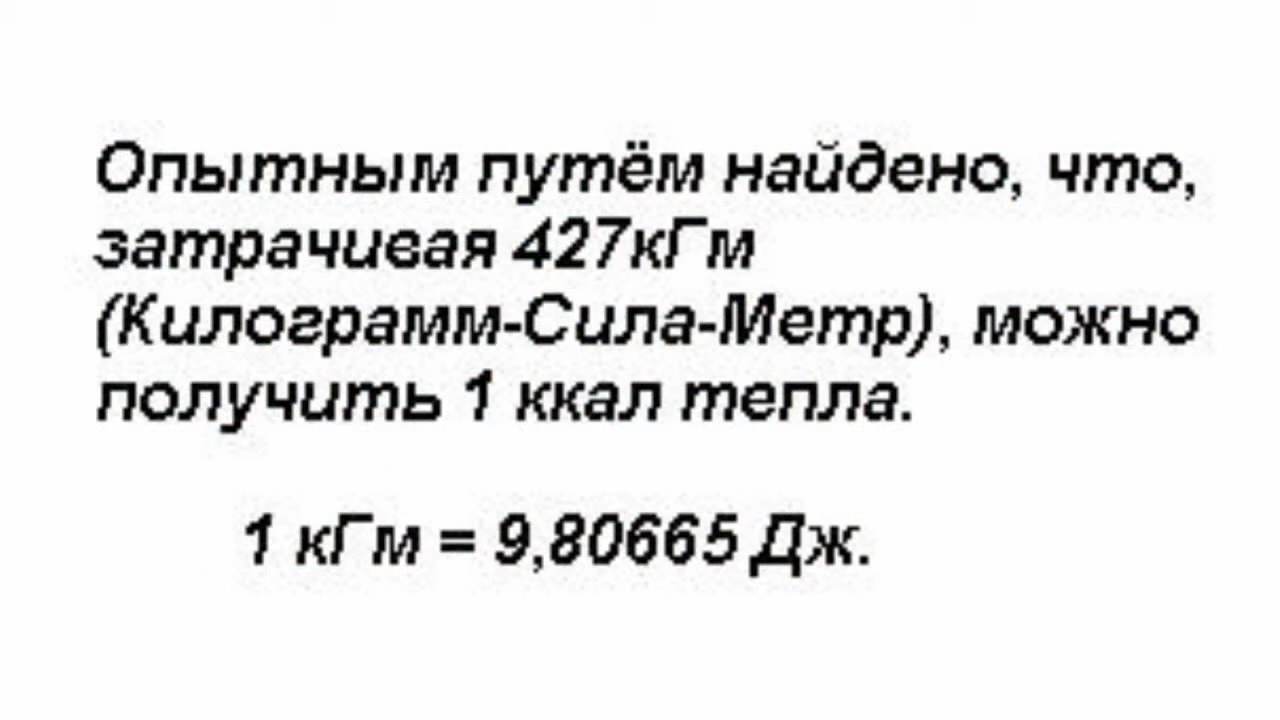 Опытным путём найдено, что,
затрачивая 427кГм
(Килограмм-Сила-Метр), можно
получить 1 ккал тепла.
1 кГм = 9,80665 Дж.